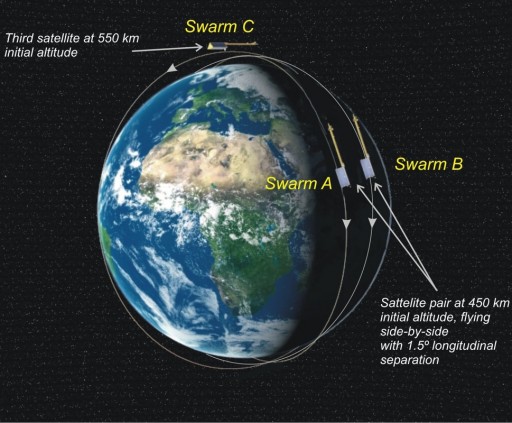 Swarm C
Third satellite at 550 km
initial altitude
Swarm B
Swarm A
Sattelite pair at 450 km
initial altitude, flying
side-by-side
with 1.5º longitudinal
separation